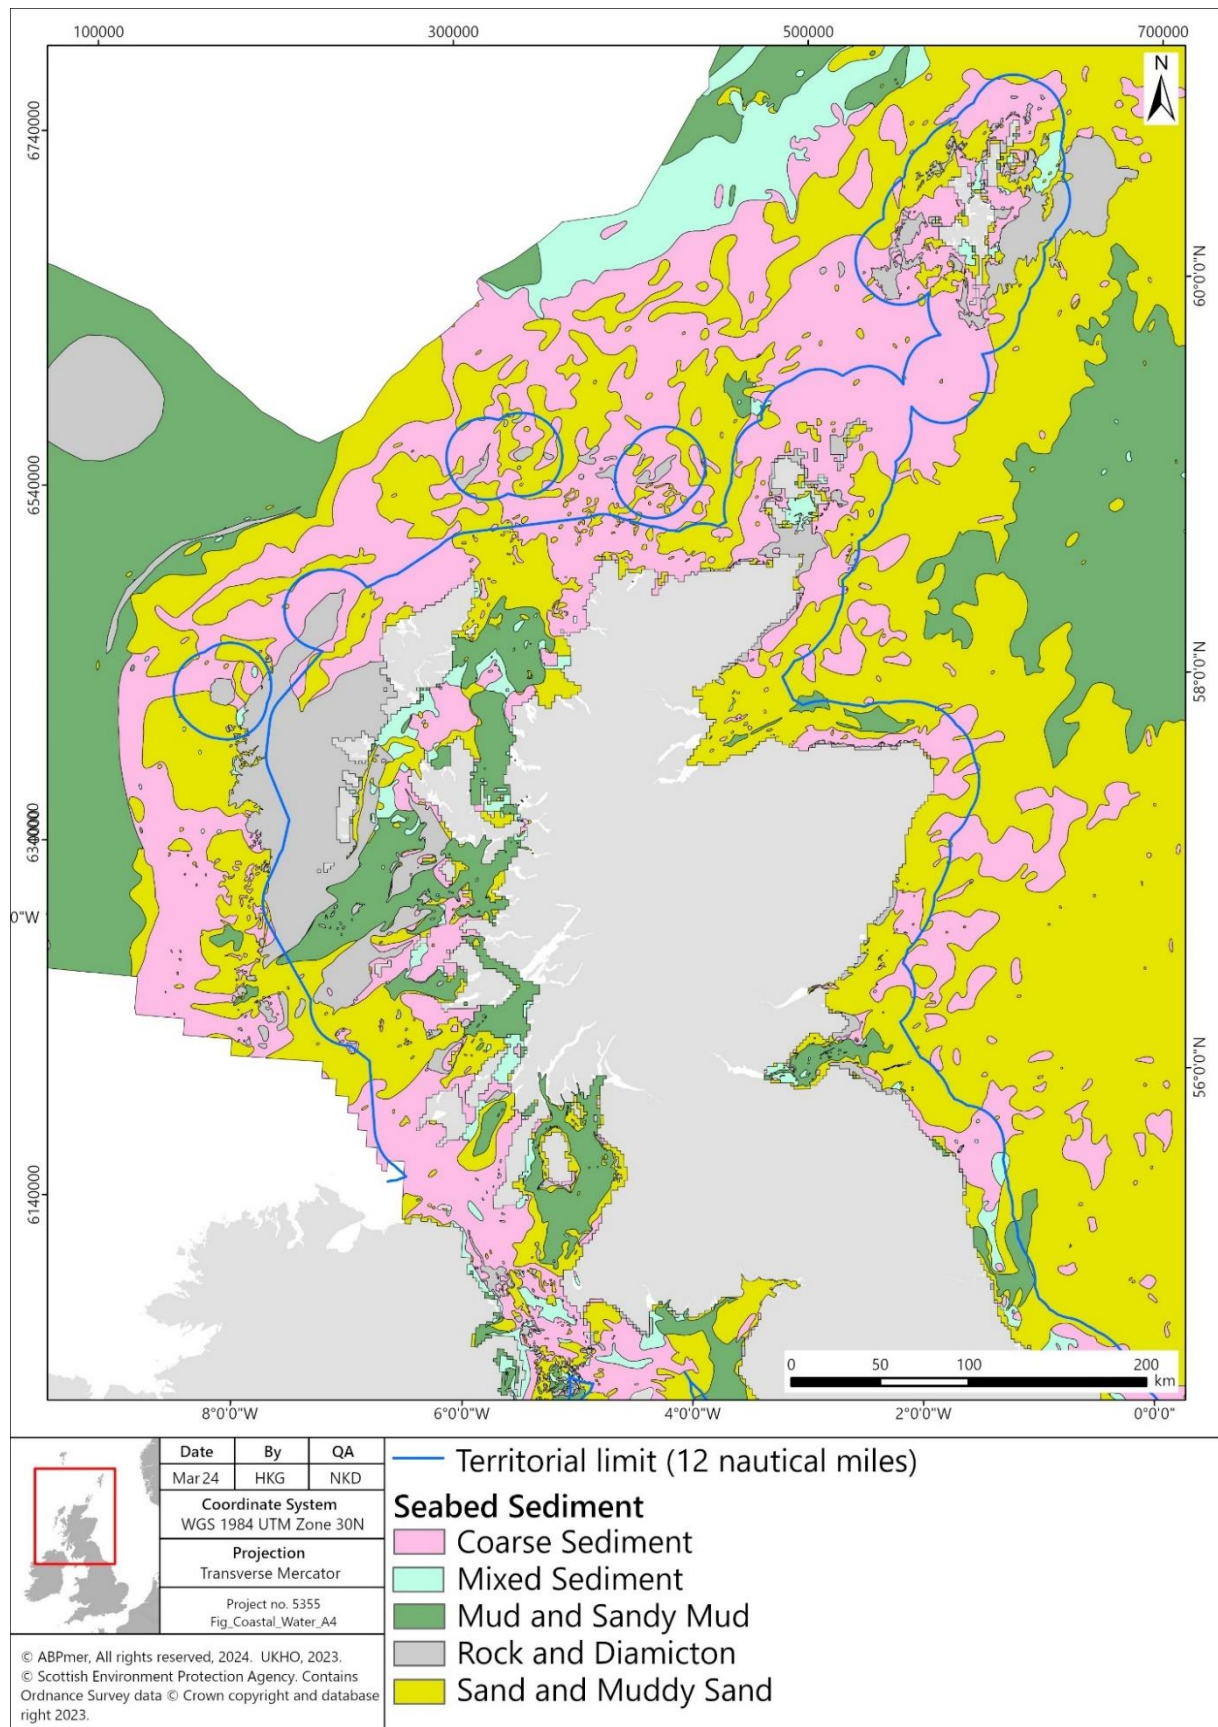 100000 300000 500000 700000
N
6740000
60°0'0"N
6540000
58°0'0"N
0"W
56°0'0"N
6140000
0 50 100 200
km
8°0'0"W 6°0'0"W 4°0'0"W 2°0'0"W 0°0'0"
Date By QA
Mar 24 HKG NKD
Coordinate System
WGS 1984 UTM Zone 30N
Projection
Transverse Mercator
Project no. 5355
Fig_Coastal_Water_A4
© ABPmer, All rights reserved, 2024. UKHO, 2023.
© Scottish Environment Protection Agency. Contains
Ordnance Survey data © Crown copyright and database
right 2023.
Territorial limit (12 nautical miles)
Seabed Sediment
Coarse Sediment
Mixed Sediment
Mud and Sandy Mud
Rock and Diamicton
Sand and Muddy Sand